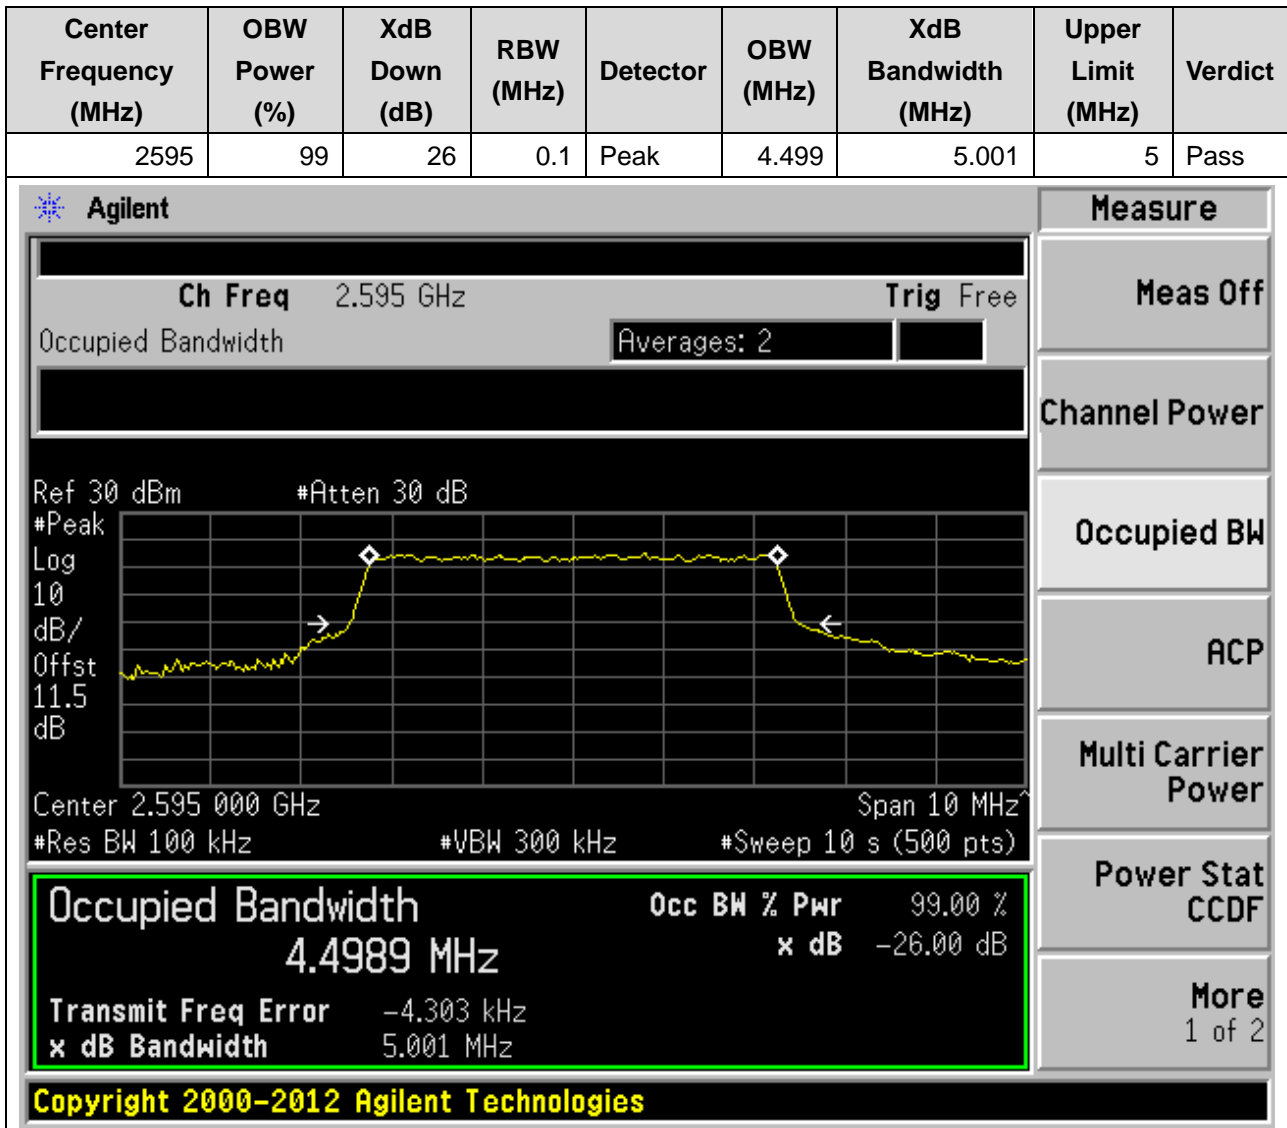 Center Frequency (MHz) OBW Power (%) XdB Down (dB) RBW (MHz) Detector OBW (MHz) XdB Bandwidth (MHz) Upper Limit (MHz) Verdict
2595 99 26 0.1 Peak 4.499 5.001 5 Pass
Agilent
Measure
Ch Freq 2.595 GHz Trig Free
Occupied Bandwidth Averages: 2
Ref 30 dBm #Atten 30 dB
#Peak
Log
10
dB/
Offst
11.5
dB
Center 2.595 000 GHz Span 10 MHz^
#Res BW 100 kHz #VBW 300 kHz #Sweep 10 s (500 pts)
Occupied Bandwidth Occ BW % Pwr 99.00 %
4.4989 MHz x dB -26.00 dB
Transmit Freq Error -4.303 kHz
x dB Bandwidth 5.001 MHz
Meas Off
Channel Power
Occupied BW
ACP
Multi Carrier
Power
Power Stat
CCDF
More
1 of 2
Copyright 2000-2012 Agilent Technologies